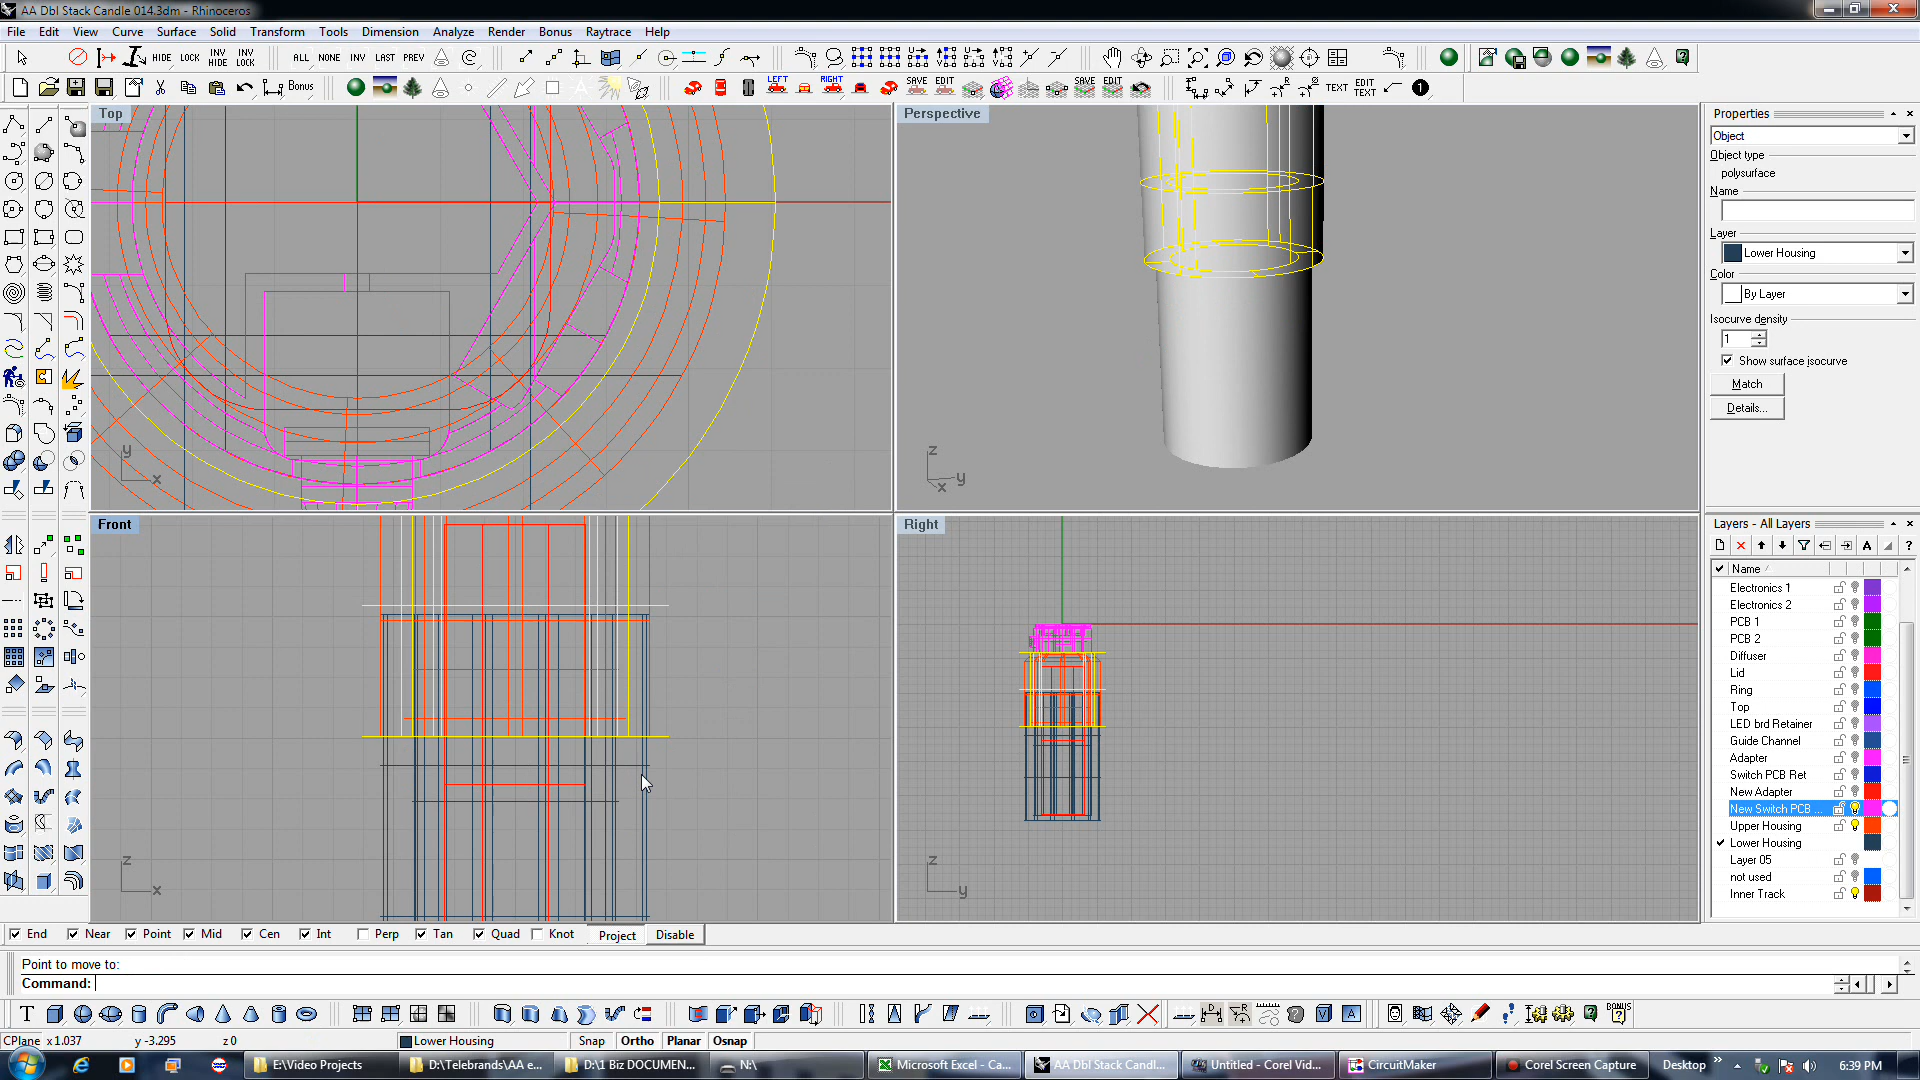 AA Dbl Stack Candle 014.3dm - Rhinoceros
File Edit View Curve Surface Solid Transform Tools Dimension Analyze Render Bonus Raytrace Help
HIDE LOCK INV HIDE INV LOCK ALL NONE INV LAST PREV
Bonus LEFT RIGHT SAVE EDIT SAVE EDIT TEXT EDIT TEXT 1
Top
y
x
Perspective
z
y
x
Front
z
x
Right
z
y
Properties
Object
Object type
polysurface
Name
Layer
Lower Housing
Color
By Layer
Isocurve density
1
Show surface isocurve
Match
Details...
Layers - All Layers
A ?
Name
Electronics 1
Electronics 2
PCB 1
PCB 2
Diffuser
Lid
Ring
Top
LED brd Retainer
Guide Channel
Adapter
Switch PCB Ret
New Adapter
New Switch PCB ...
Upper Housing
Lower Housing
Layer 05
not used
Inner Track
End Near Point Mid Cen Int Perp Tan Quad Knot Project Disable
Point to move to:
Command:
T
BONUS
CPlane x 1.037 y -3.295 z 0 Lower Housing Snap Ortho Planar Osnap
E:\Video Projects D:\Telebrands\AA e... D:\1 Biz DOCUMEN... N:\ Microsoft Excel - Ca... AA Dbl Stack Candl... Untitled - Corel Vid... CircuitMaker Corel Screen Capture Desktop 6:39 PM